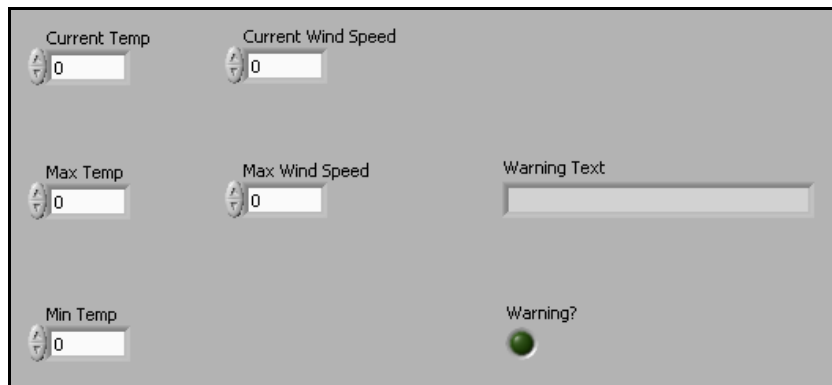 Current Temp
Current Wind Speed
0
0
Max Temp
Max Wind Speed
Warning Text
0
0
Min Temp
Warning?
0